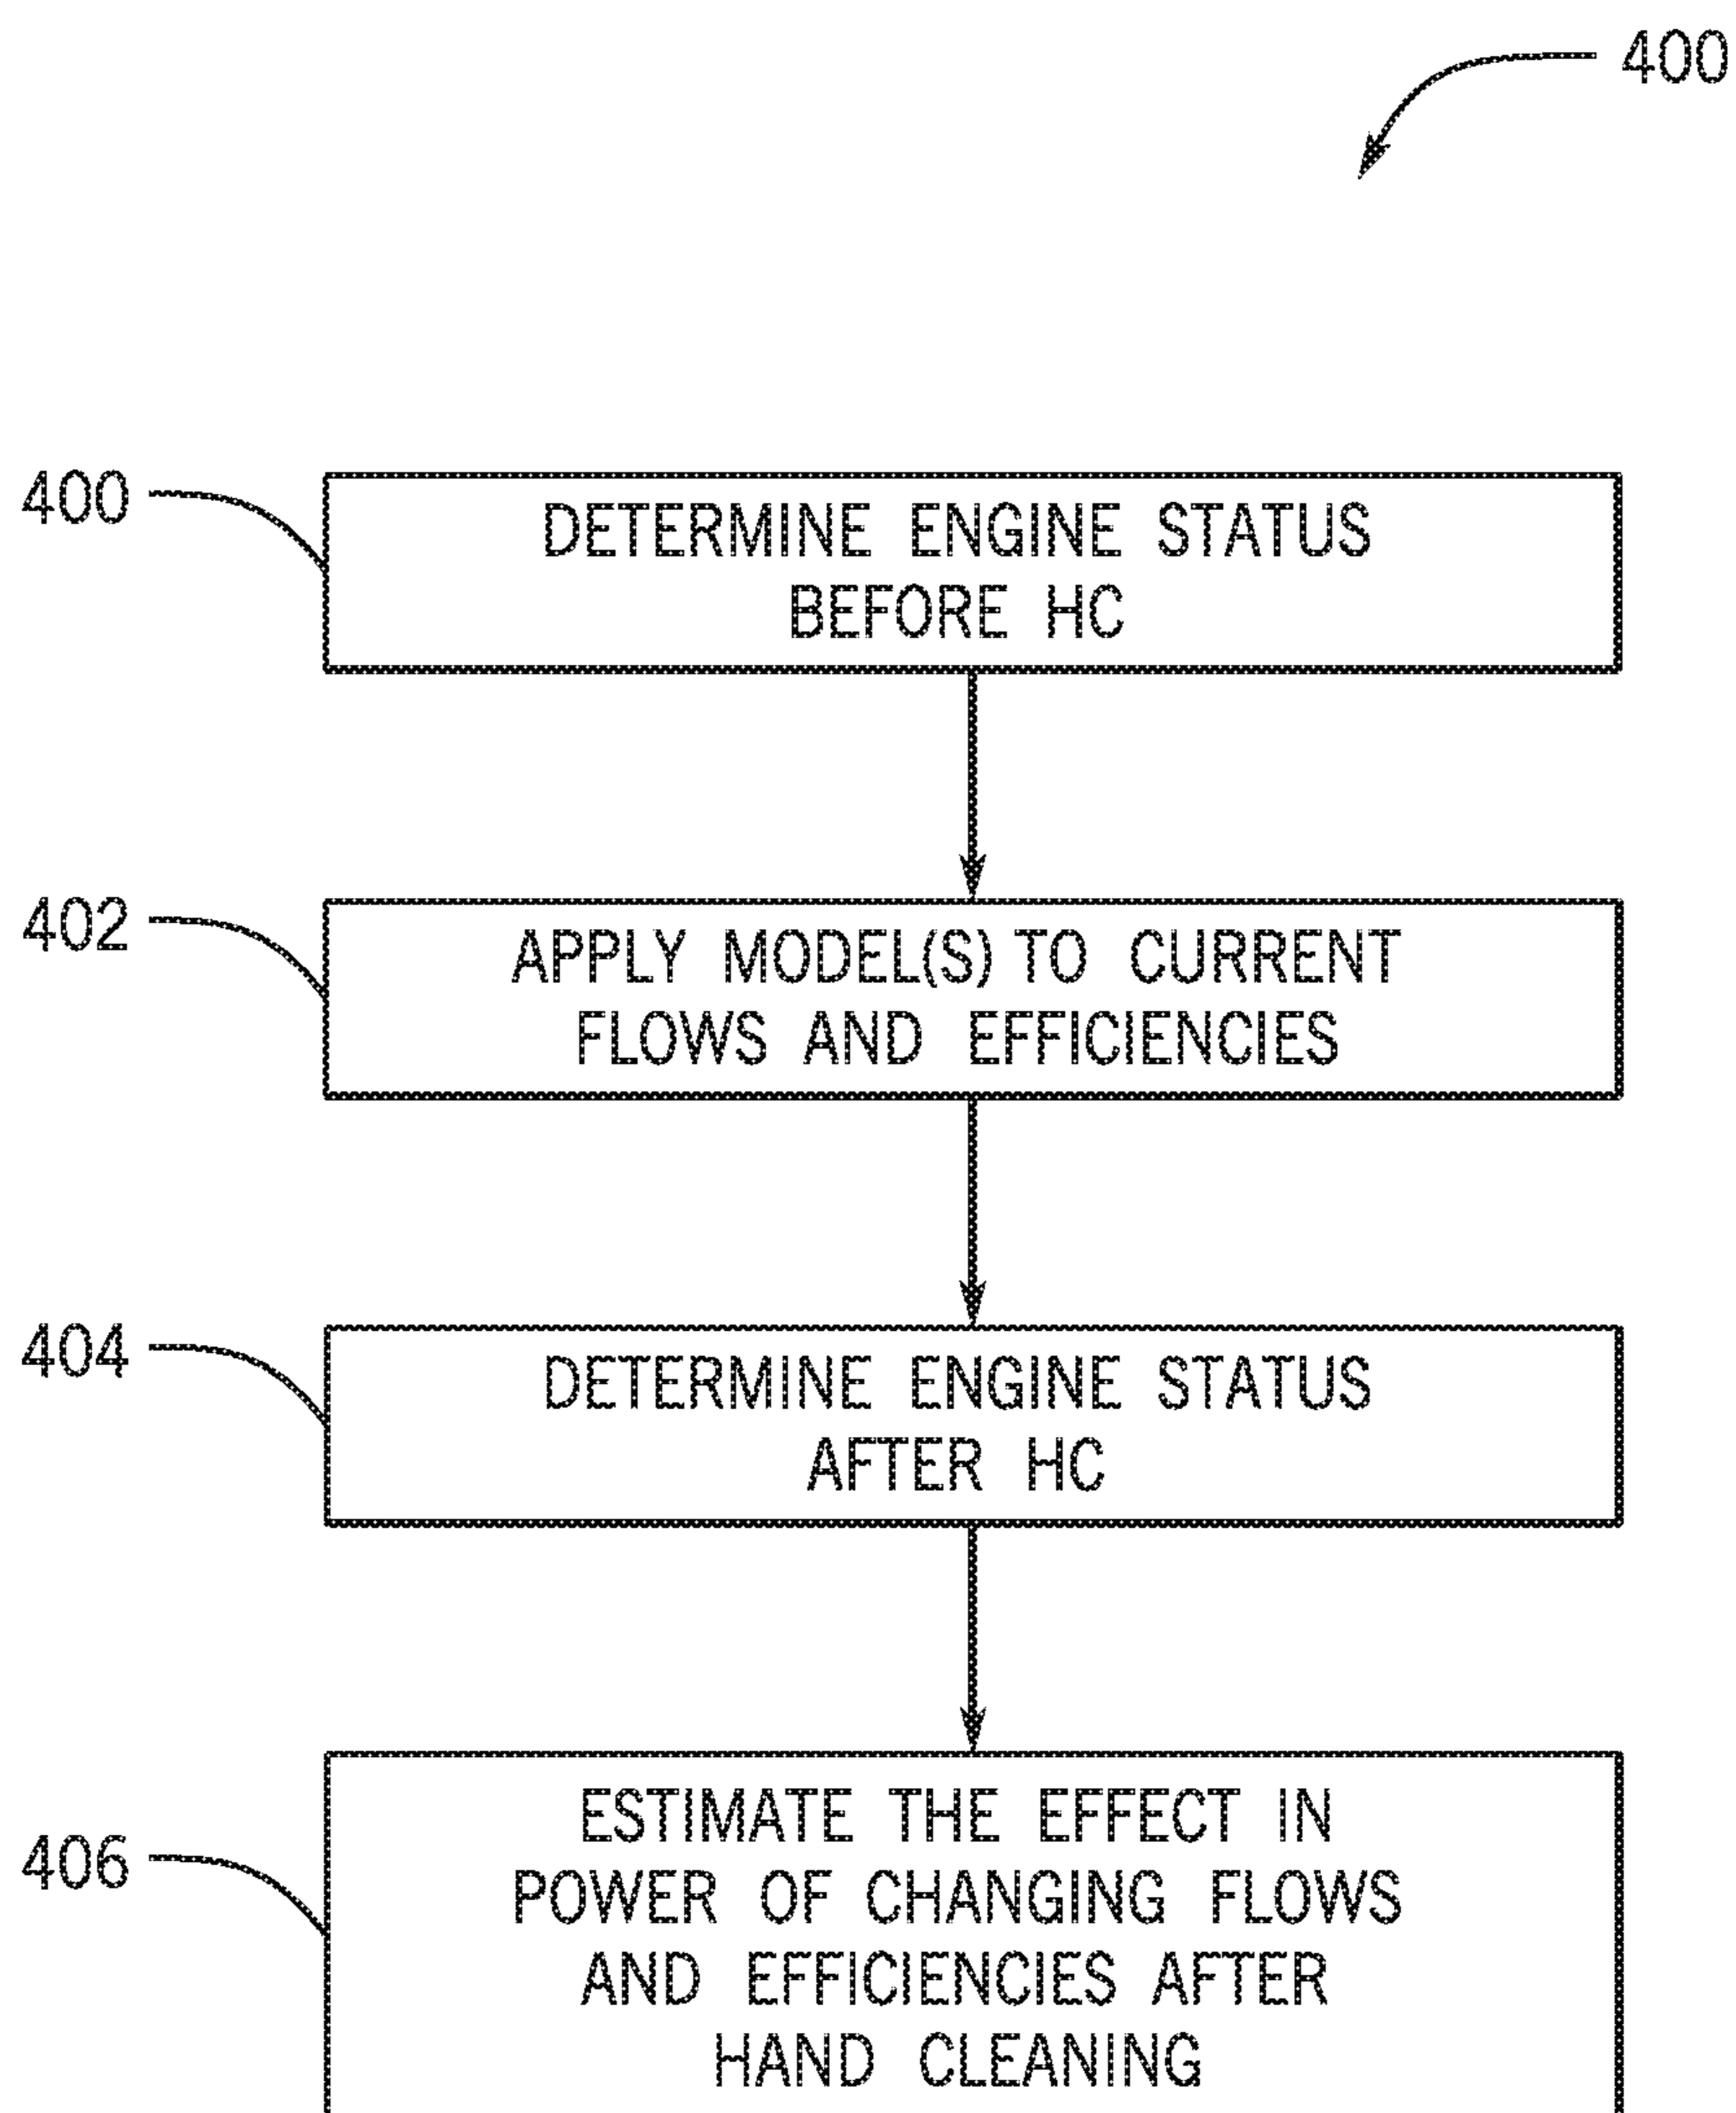 400
400
DETERMINE ENGINE STATUS
BEFORE HC
402
APPLY MODEL(S) TO CURRENT
FLOWS AND EFFICIENCIES
404
DETERMINE ENGINE STATUS
AFTER HC
406
ESTIMATE THE EFFECT IN
POWER OF CHANGING FLOWS
AND EFFICIENCIES AFTER
HAND CLEANING